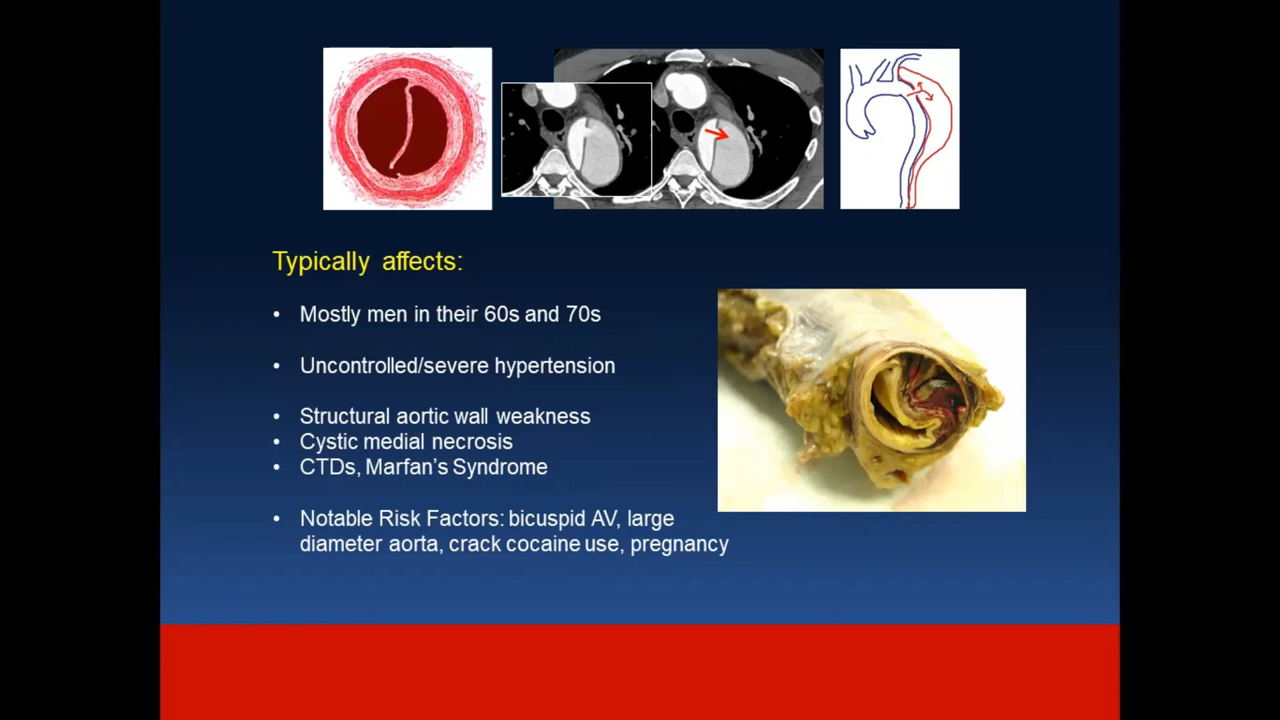 Typically affects:
• Mostly men in their 60s and 70s
• Uncontrolled/severe hypertension
• Structural aortic wall weakness
• Cystic medial necrosis
• CTDs, Marfan’s Syndrome
• Notable Risk Factors: bicuspid AV, large
diameter aorta, crack cocaine use, pregnancy